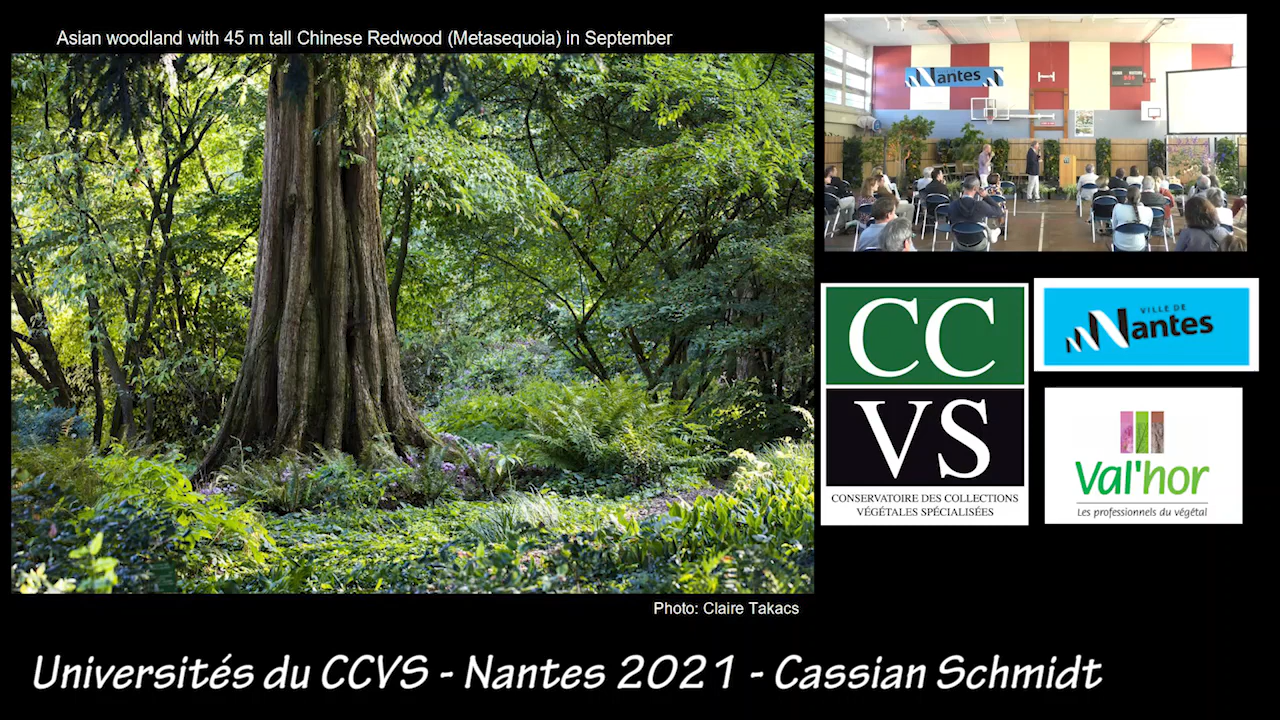 Asian woodland with 45 m tall Chinese Redwood (Metasequoia) in September
Nantes
CC
VS
CONSERVATOIRE DES COLLECTIONS
VÉGÉTALES SPÉCIALISÉES
VILLE DE
Nantes
Val'hor
Les professionnels du végétal
Photo: Claire Takacs
Universités du CCVS - Nantes 2021 - Cassian Schmidt